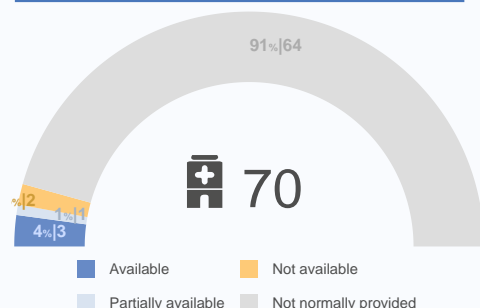 91%|64
%|2
1%|1
4%|3
70
Available
Not available
Partially available
Not normally provided